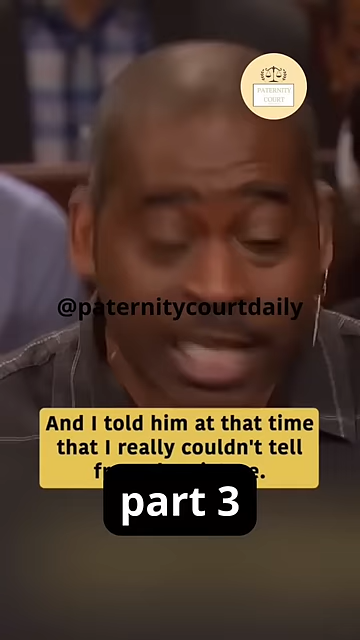 PATERNITY
COURT
@paternitycourtdaily
And I told him at that time
that I really couldn't tell
part 3